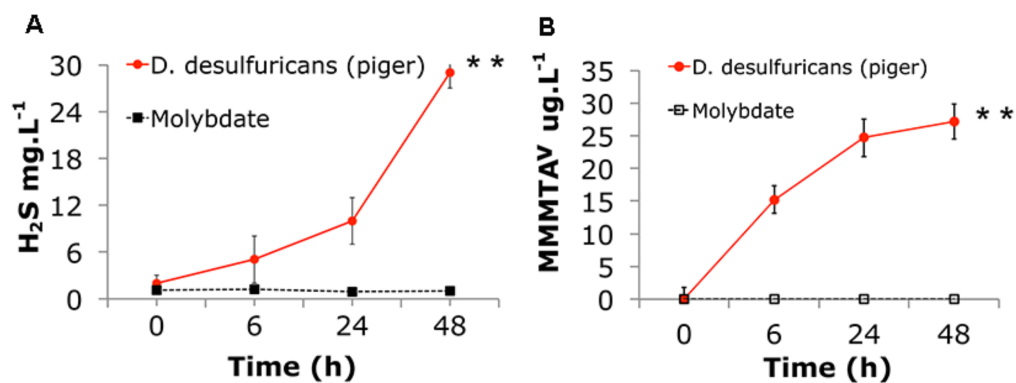 A
H₂S mg.L⁻¹
30
24
18
12
6
0
D. desulfuricans (piger)
Molybdate
* *
0 6 24 48
Time (h)
B
MMMTAⱽ ug.L⁻¹
35
30
25
20
15
10
5
0
D. desulfuricans (piger)
Molybdate
* *
0 6 24 48
Time (h)